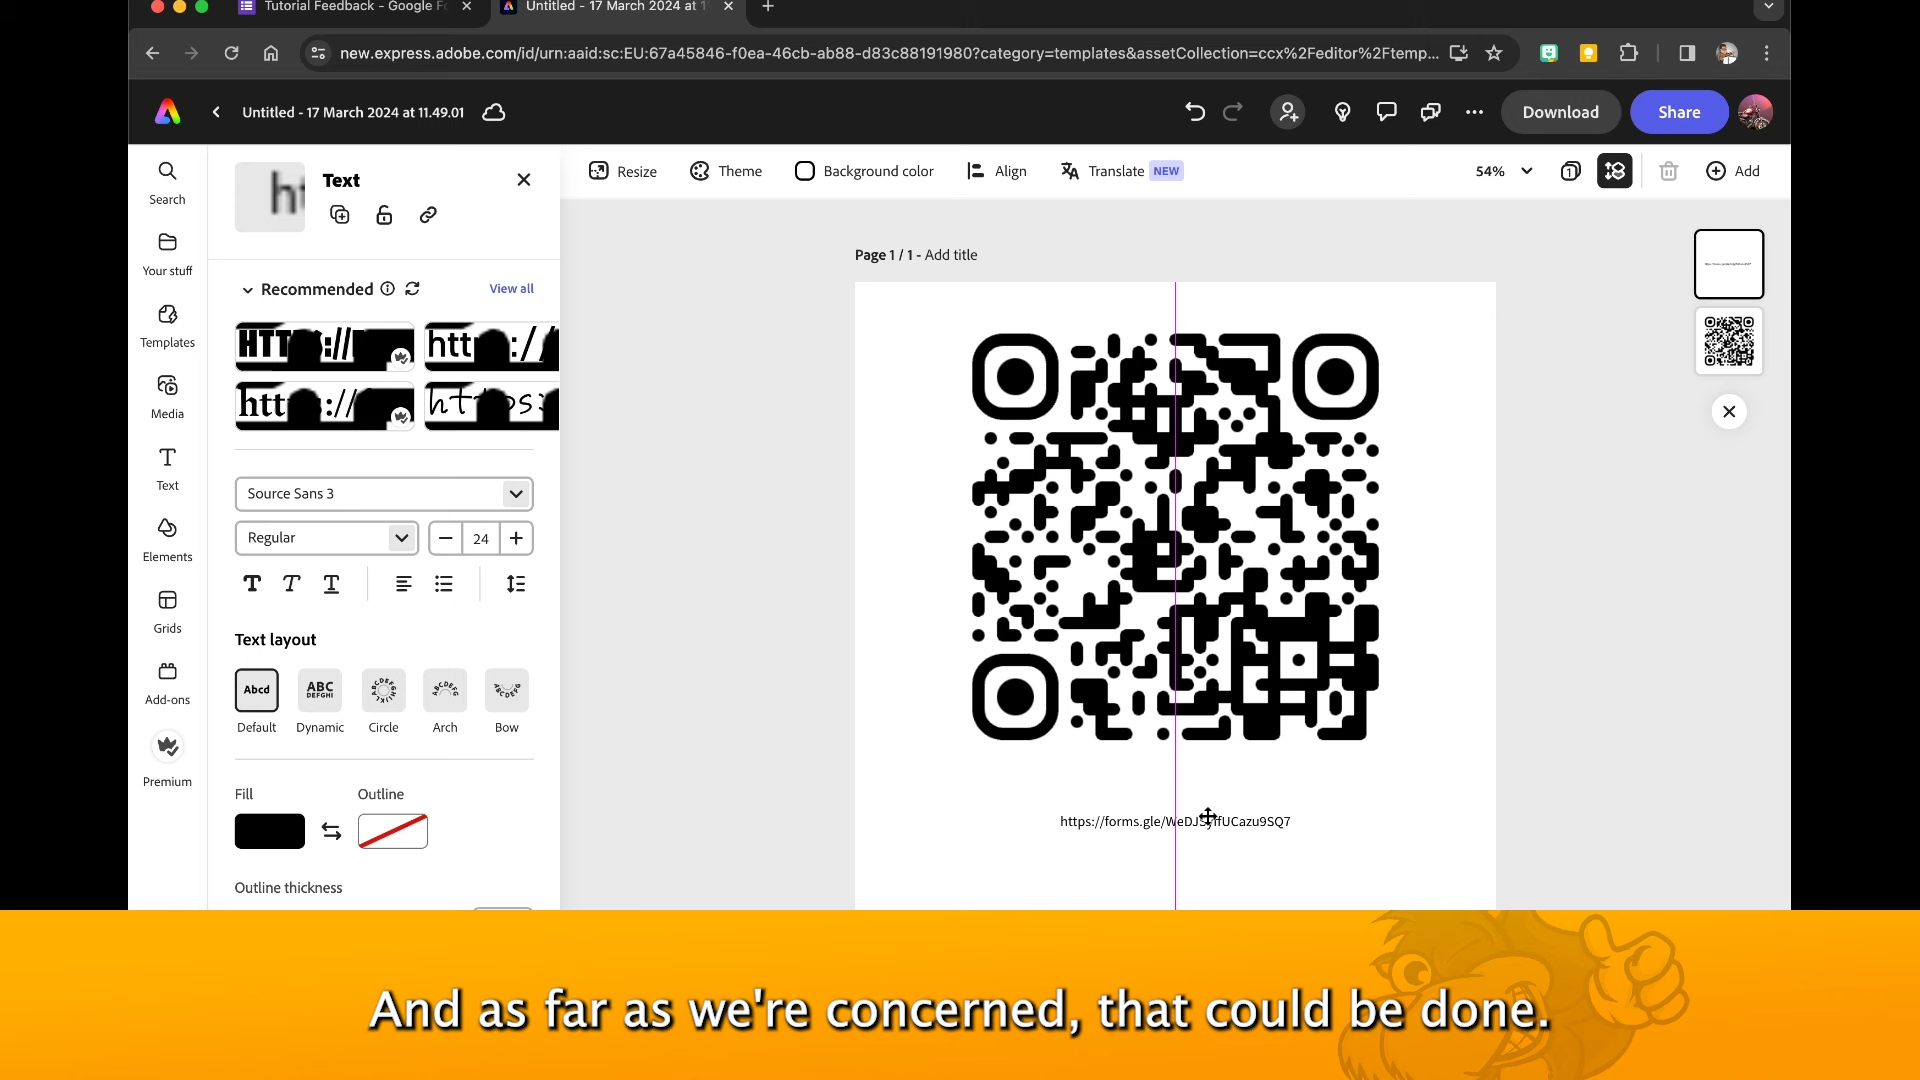 Tutorial Feedback - Google F
Untitled - 17 March 2024 at 1
new.express.adobe.com/id/urn:aaid:sc:EU:67a45846-f0ea-46cb-ab88-d83c88191980?category=templates&assetCollection=ccx%2Feditor%2Ftemp...
Untitled - 17 March 2024 at 11.49.01
Download
Share
Search
Your stuff
Templates
Media
Text
Elements
Grids
Add-ons
Premium
Text
Recommended
View all
Source Sans 3
Regular
24
Text layout
Abcd
Default
ABC
DEFGHI
Dynamic
Circle
Arch
Bow
Fill
Outline
Outline thickness
Resize
Theme
Background color
Align
Translate NEW
54%
1
Add
Page 1 / 1 - Add title
And as far as we're concerned, that could be done.